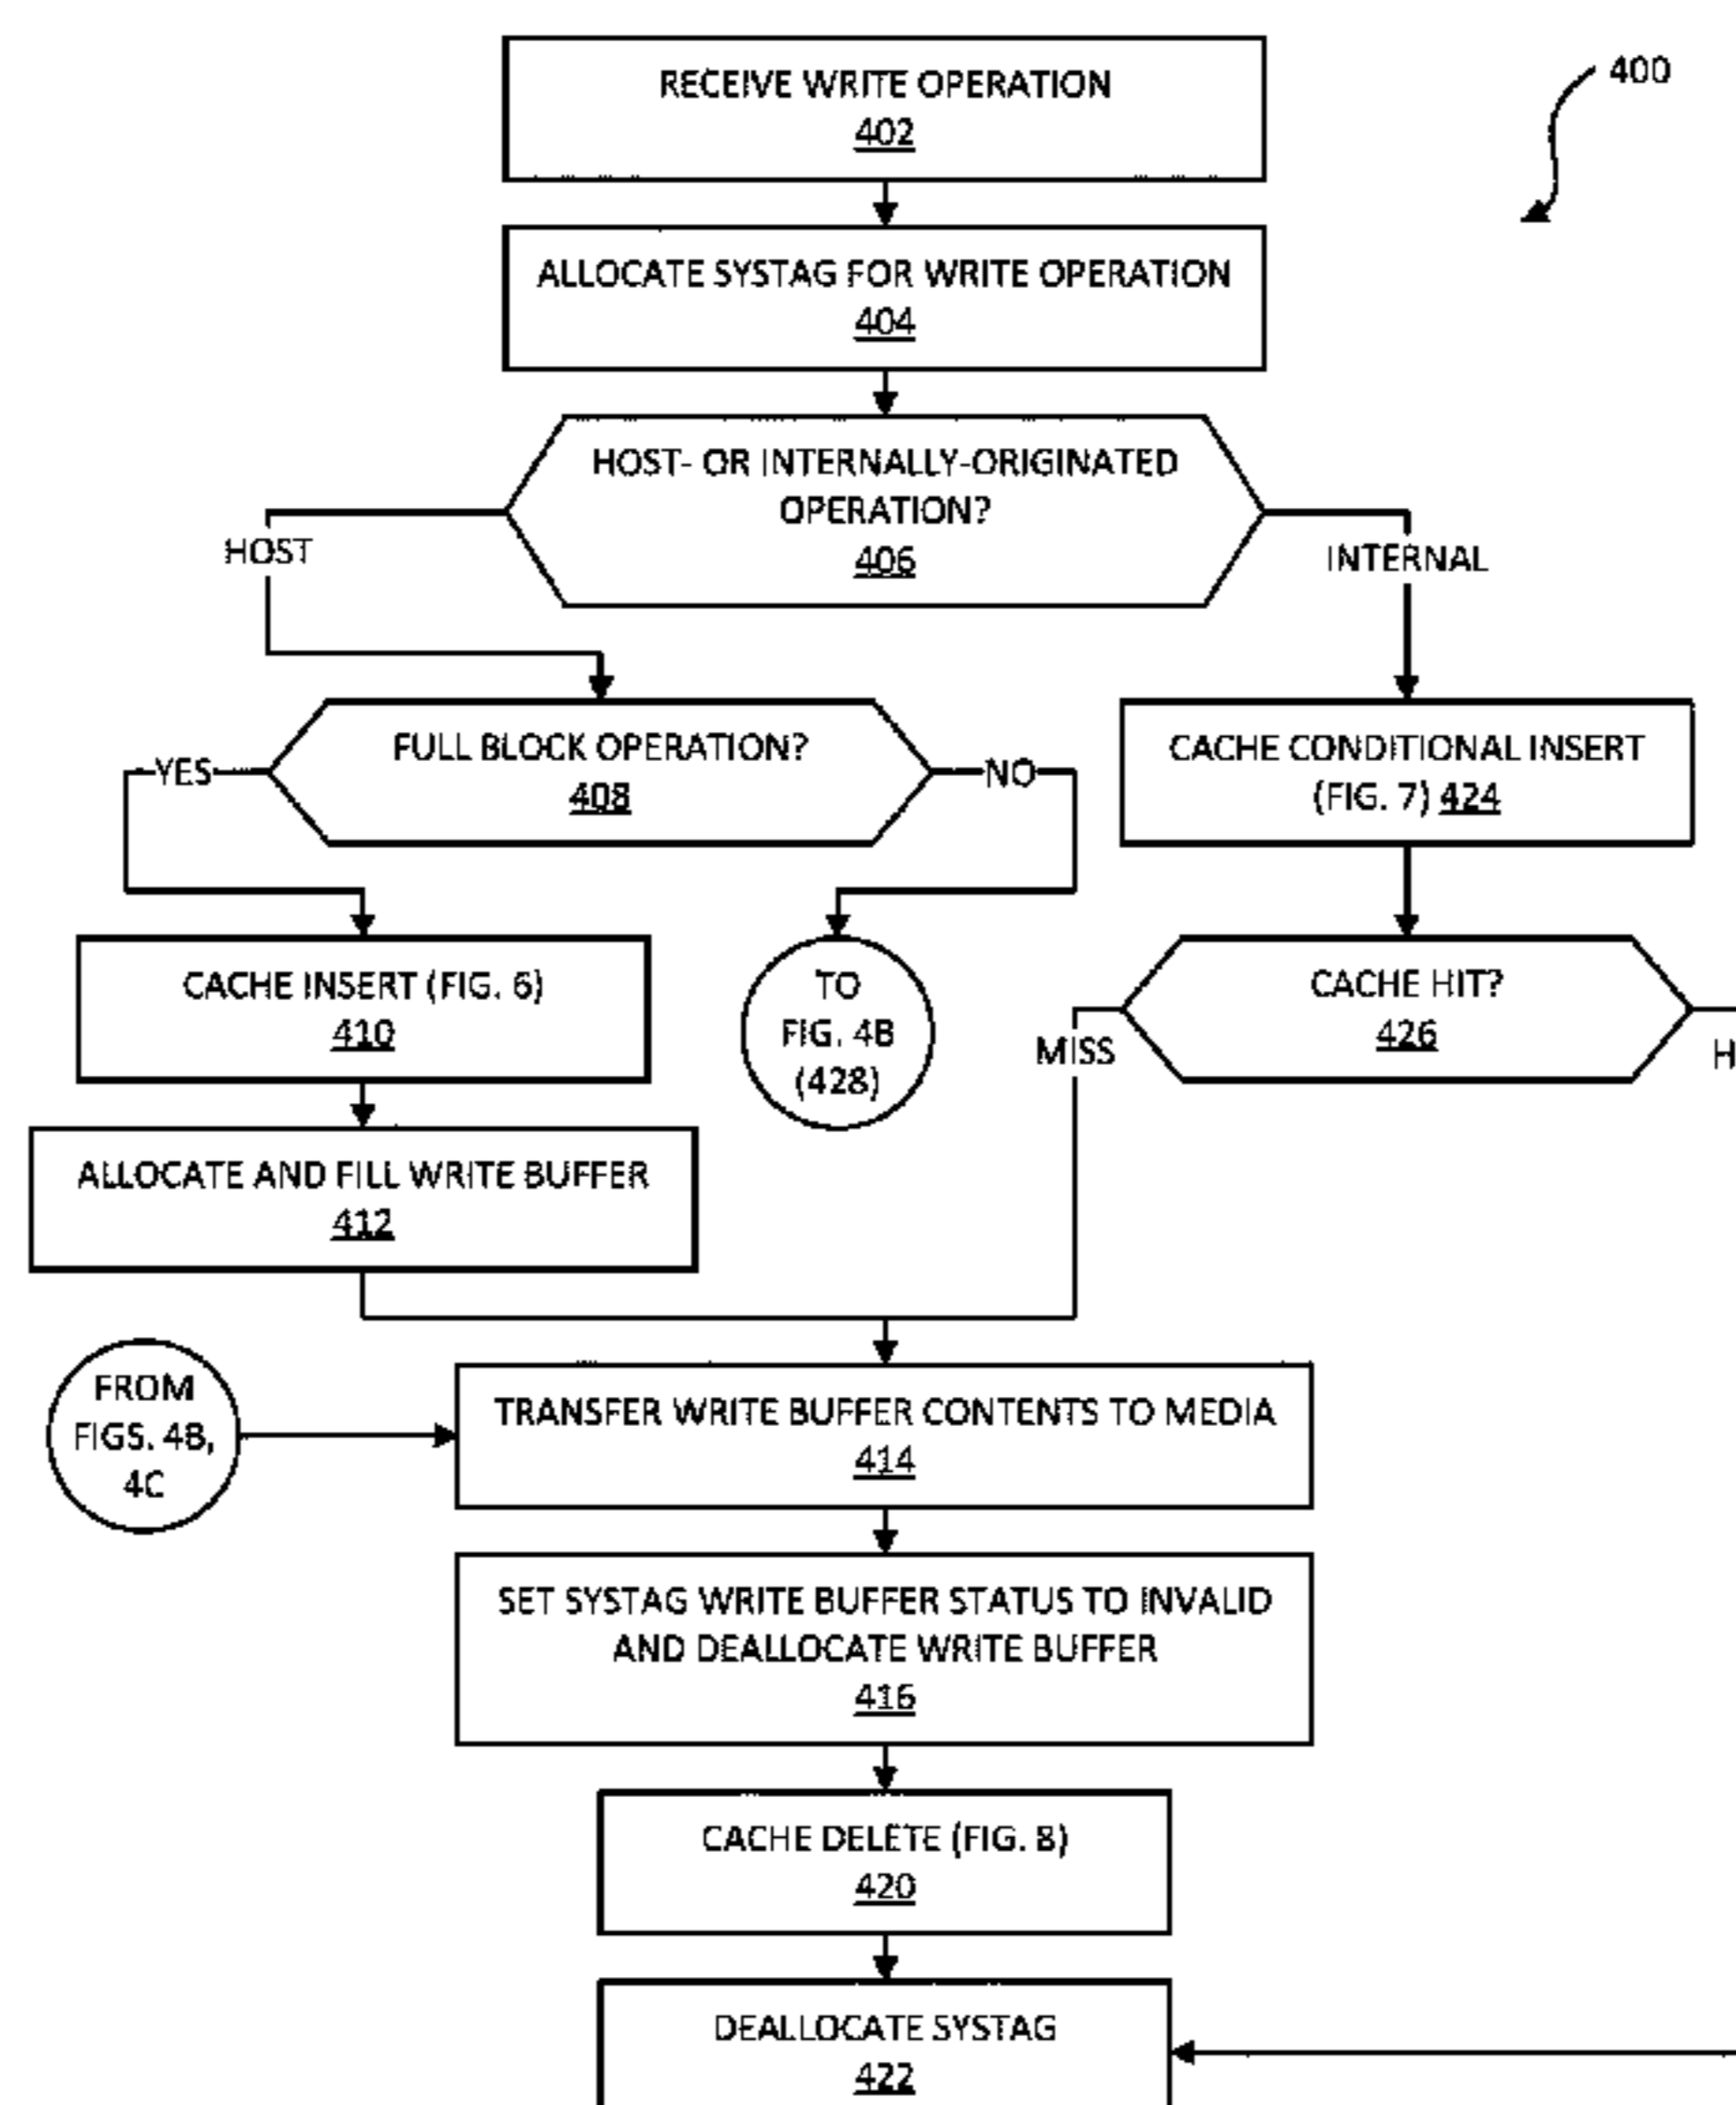 RECEIVE WRITE OPERATION
402
400
ALLOCATE SYSTAG FOR WRITE OPERATION
404
HOST- OR INTERNALLY-ORIGINATED
OPERATION?
406
HOST
INTERNAL
FULL BLOCK OPERATION?
408
YES
NO
CACHE CONDITIONAL INSERT
(FIG. 7) 424
CACHE INSERT (FIG. 6)
410
TO
FIG. 4B
(428)
CACHE HIT?
426
MISS
H
ALLOCATE AND FILL WRITE BUFFER
412
FROM
FIGS. 4B,
4C
TRANSFER WRITE BUFFER CONTENTS TO MEDIA
414
SET SYSTAG WRITE BUFFER STATUS TO INVALID
AND DEALLOCATE WRITE BUFFER
416
CACHE DELETE (FIG. 8)
420
DEALLOCATE SYSTAG
422